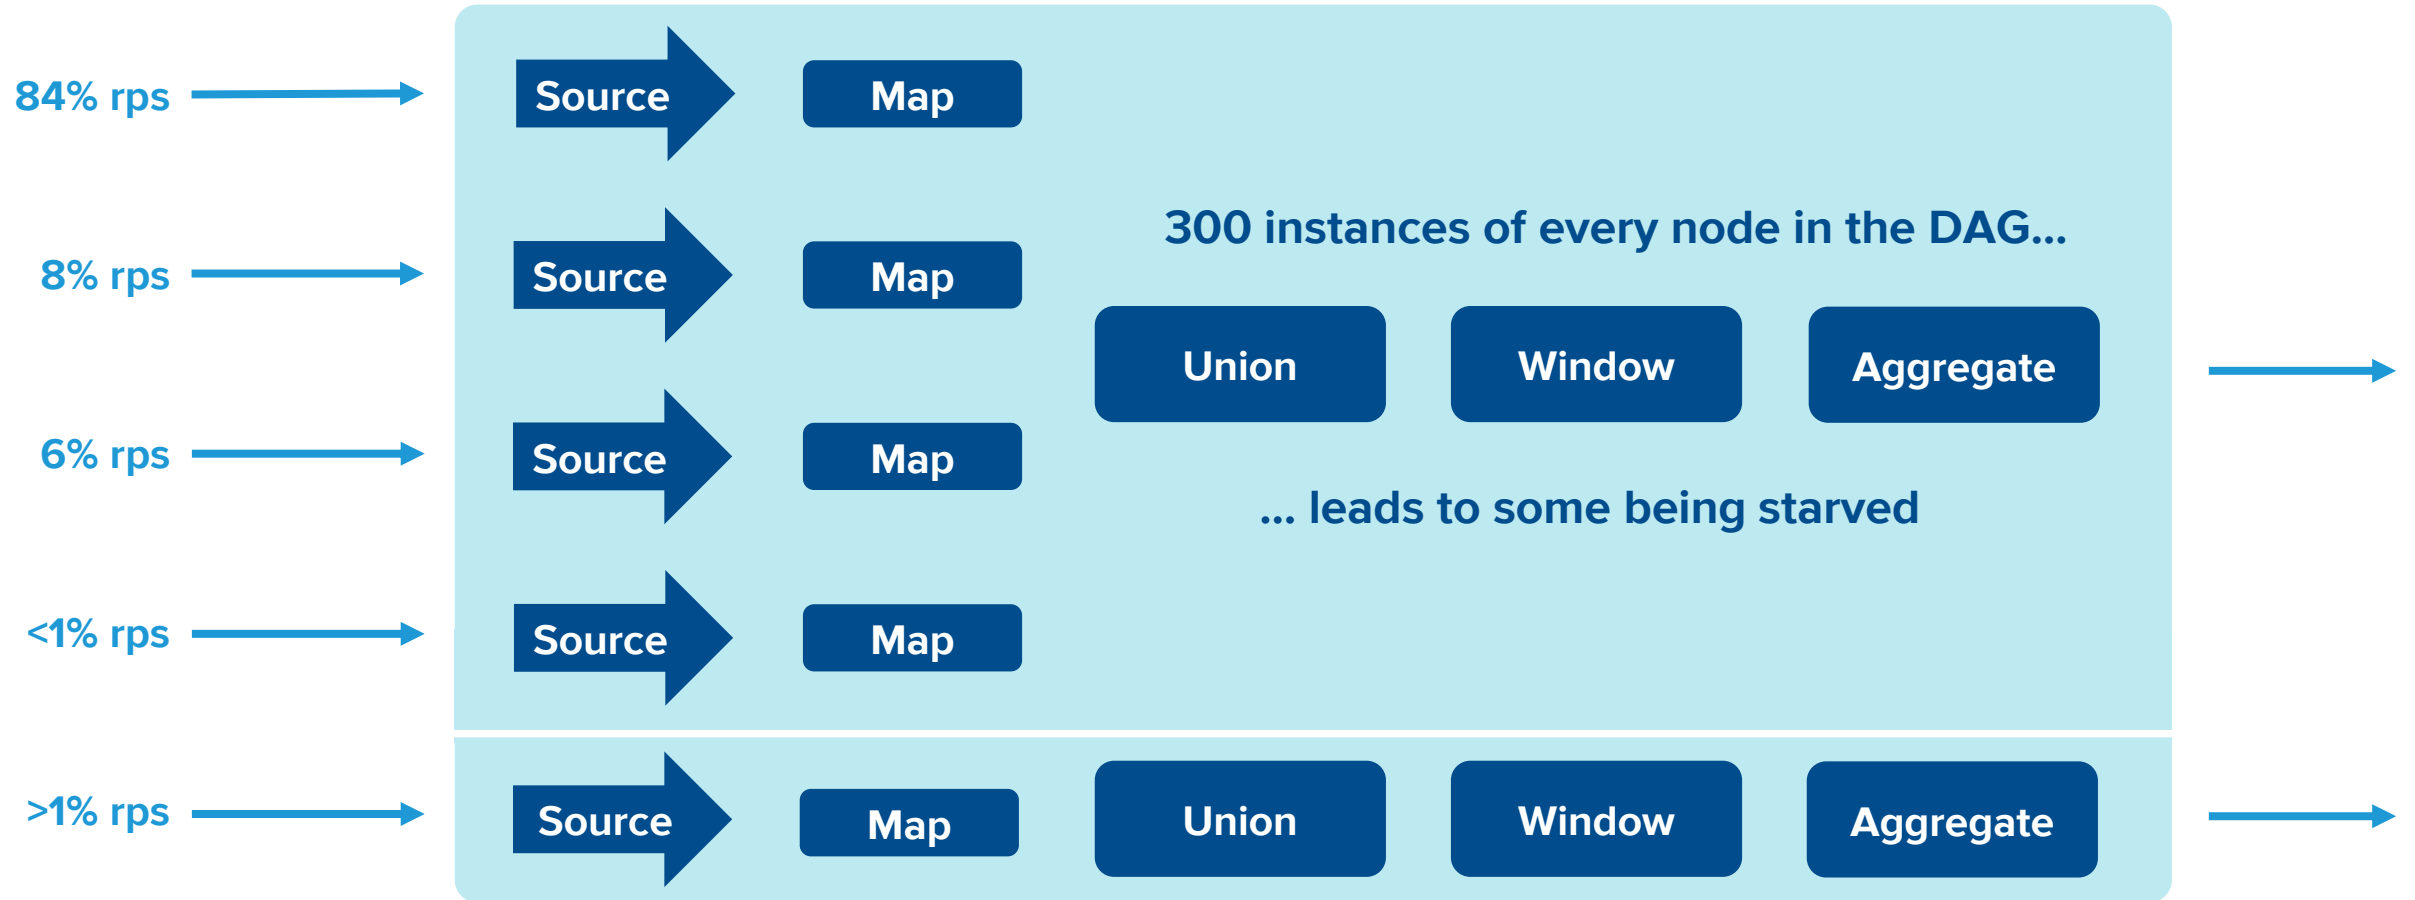 84% rps
Source
Map
8% rps
Source
Map
300 instances of every node in the DAG...
Union
Window
Aggregate
6% rps
Source
Map
... leads to some being starved
<1% rps
Source
Map
>1% rps
Source
Map
Union
Window
Aggregate